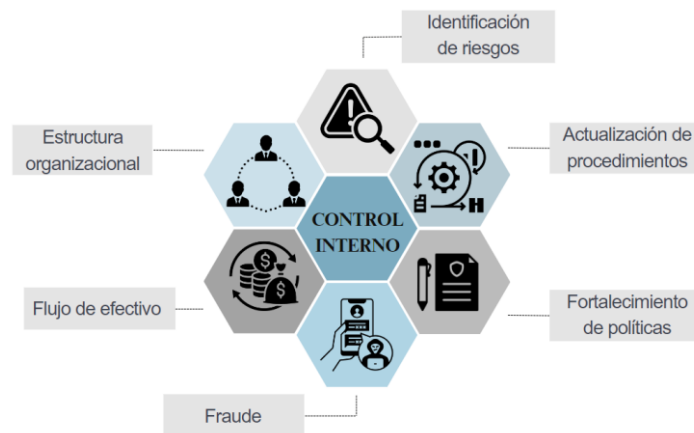 Identificación
de riesgos
Estructura
organizacional
Actualización de
procedimientos
CONTROL
INTERNO
Flujo de efectivo
Fortalecimiento
de políticas
Fraude